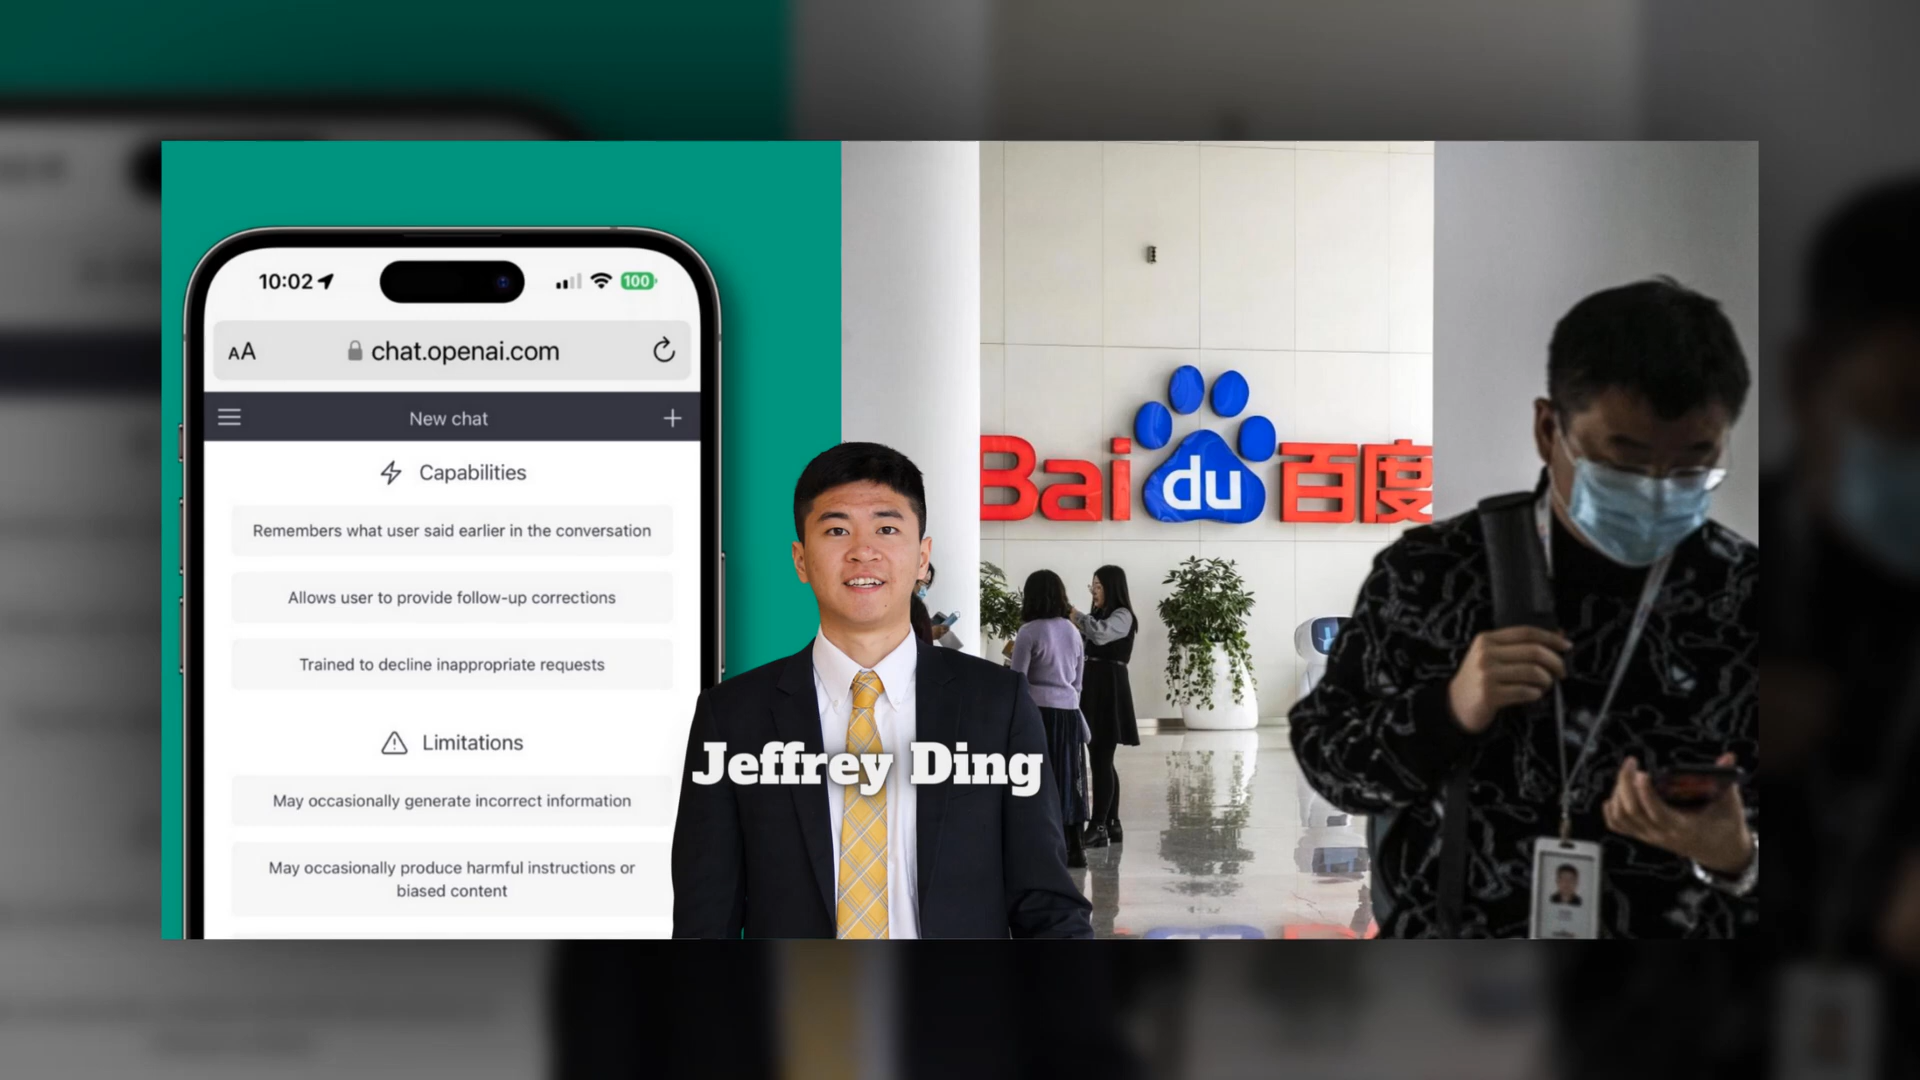 10:02
100
AA
chat.openai.com
New chat
Capabilities
Remembers what user said earlier in the conversation
Allows user to provide follow-up corrections
Trained to decline inappropriate requests
Limitations
May occasionally generate incorrect information
May occasionally produce harmful instructions or
biased content
Jeffrey Ding
Bai du 百度